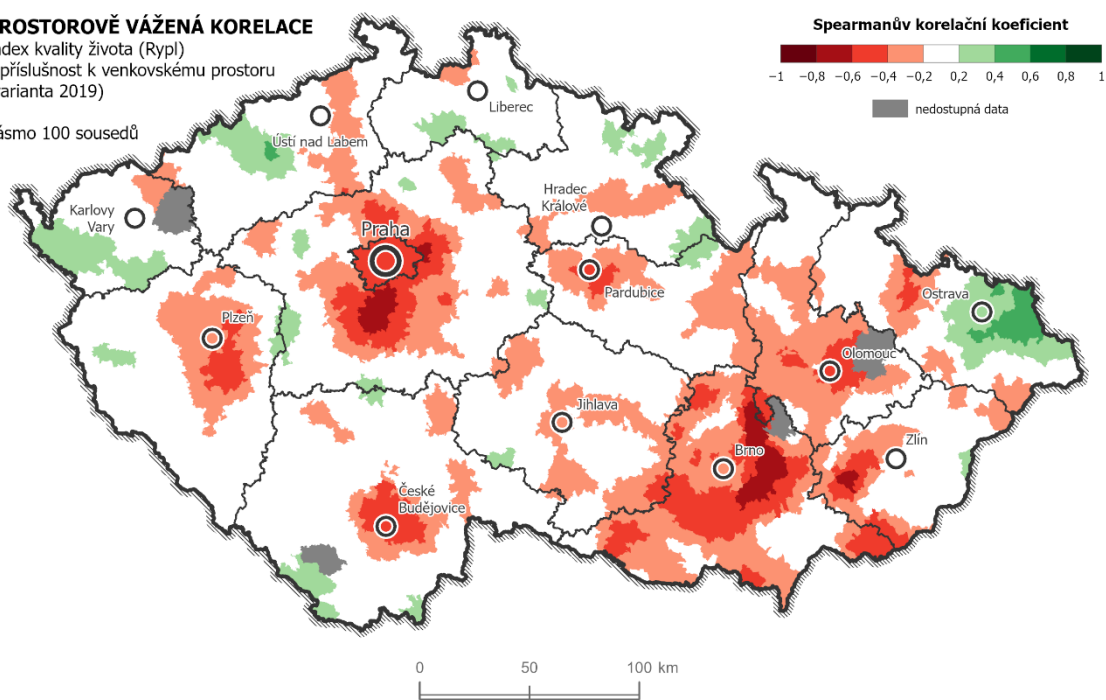 ROSTOROVĚ VÁŽENÁ KORELACE
ndex kvality života (Rypl)
příslušnost k venkovskému prostoru
varianta 2019)
ásmo 100 sousedů
Spearmanův korelační koeficient
−1 −0,8 −0,6 −0,4 −0,2 0,2 0,4 0,6 0,8 1
nedostupná data
Liberec
Ústí nad Labem
Karlovy
Vary
Hradec
Králové
Praha
Pardubice
Ostrava
Plzeň
Olomouc
Jihlava
Zlín
Brno
České
Budějovice
0 50 100 km